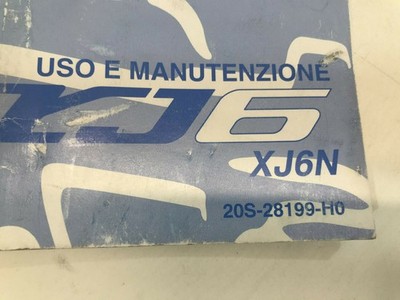 USO E MANUTENZIONE
XJ6
XJ6N
20S-28199-H0